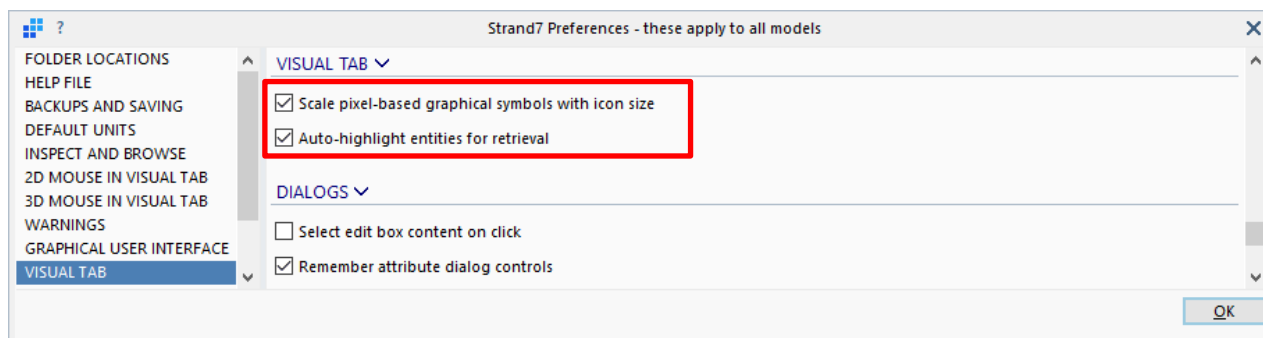 ? Strand7 Preferences - these apply to all models
FOLDER LOCATIONS
HELP FILE
BACKUPS AND SAVING
DEFAULT UNITS
INSPECT AND BROWSE
2D MOUSE IN VISUAL TAB
3D MOUSE IN VISUAL TAB
WARNINGS
GRAPHICAL USER INTERFACE
VISUAL TAB
VISUAL TAB
Scale pixel-based graphical symbols with icon size
Auto-highlight entities for retrieval
DIALOGS
Select edit box content on click
Remember attribute dialog controls
OK